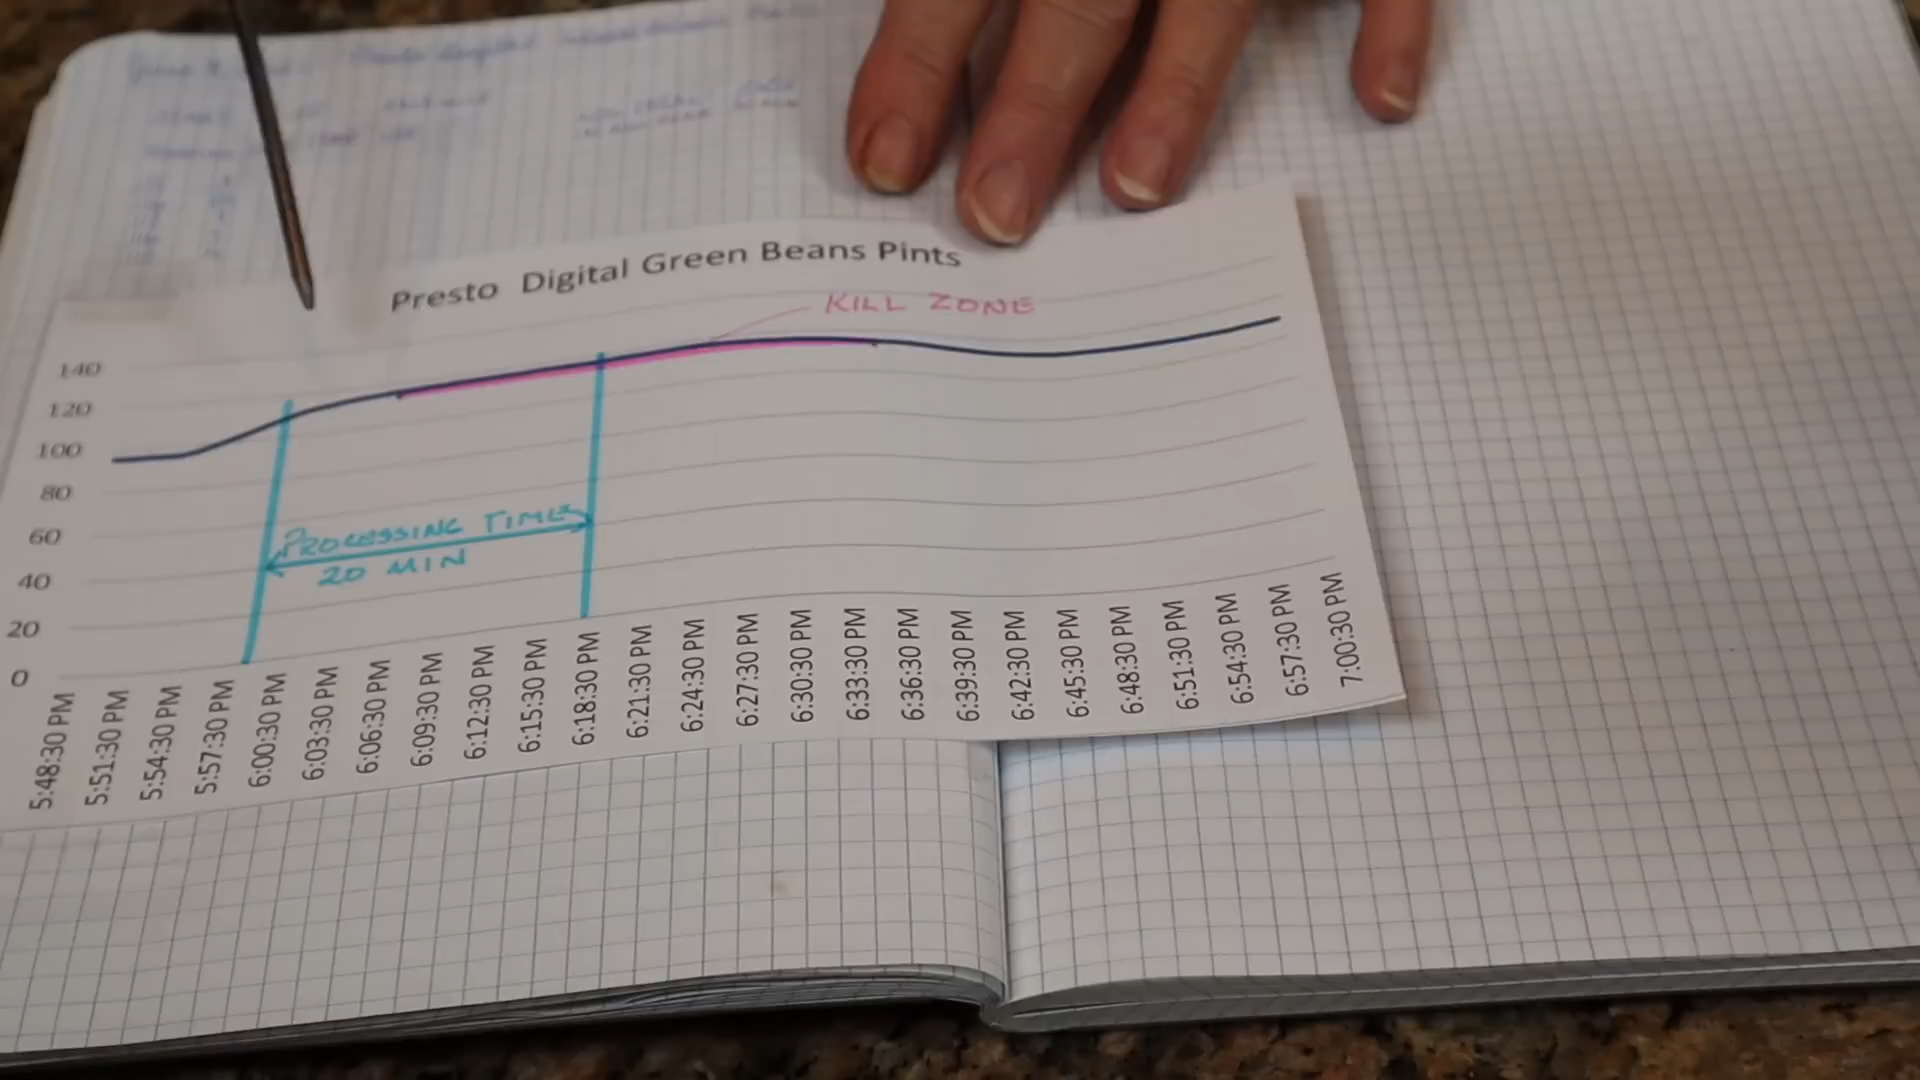 Presto Digital Green Beans Pints
KILL ZONE
140
120
100
80
60
40
20
0
PROCESSING TIME
20 MIN
5:48:30 PM
5:51:30 PM
5:54:30 PM
5:57:30 PM
6:00:30 PM
6:03:30 PM
6:06:30 PM
6:09:30 PM
6:12:30 PM
6:15:30 PM
6:18:30 PM
6:21:30 PM
6:24:30 PM
6:27:30 PM
6:30:30 PM
6:33:30 PM
6:36:30 PM
6:39:30 PM
6:42:30 PM
6:45:30 PM
6:48:30 PM
6:51:30 PM
6:54:30 PM
6:57:30 PM
7:00:30 PM